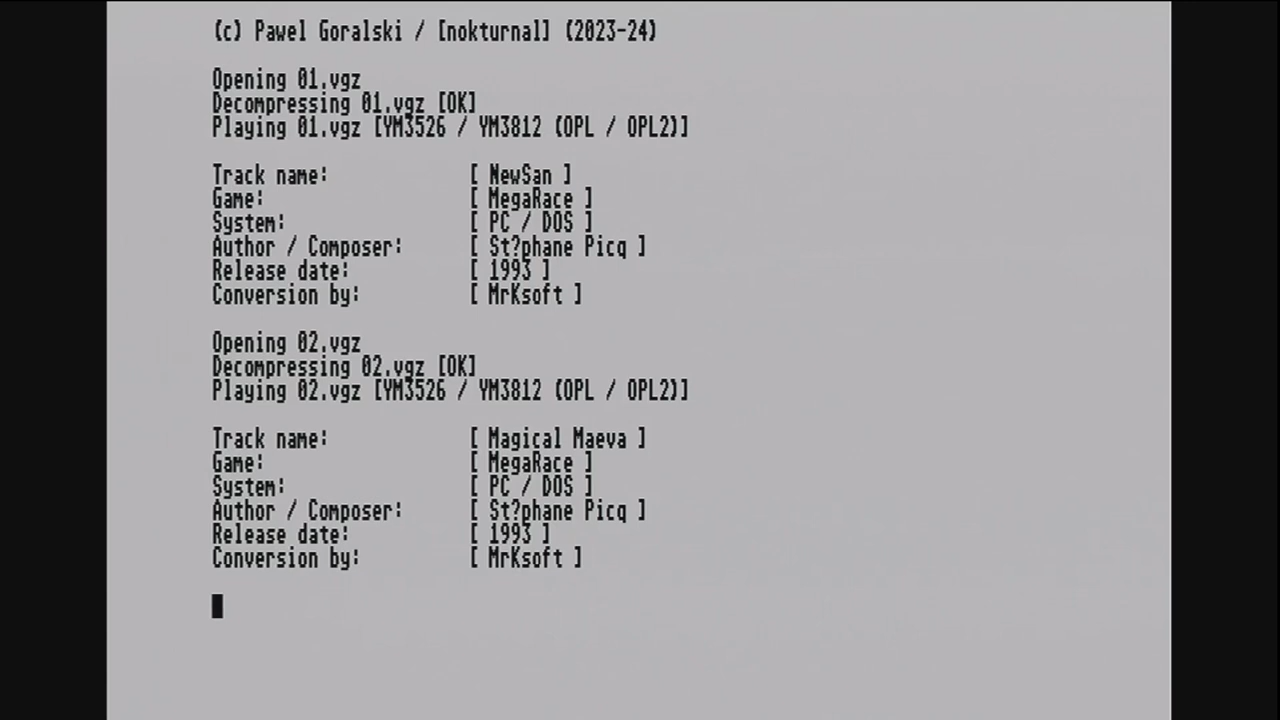 (c) Pawel Goralski / [nokturnal] (2023-24)
Opening 01.vgz
Decompressing 01.vgz [OK]
Playing 01.vgz [YM3526 / YM3812 (OPL / OPL2)]
Track name: [ NewSan ]
Game: [ MegaRace ]
System: [ PC / DOS ]
Author / Composer: [ St?phane Picq ]
Release date: [ 1993 ]
Conversion by: [ MrKsoft ]
Opening 02.vgz
Decompressing 02.vgz [OK]
Playing 02.vgz [YM3526 / YM3812 (OPL / OPL2)]
Track name: [ Magical Maeva ]
Game: [ MegaRace ]
System: [ PC / DOS ]
Author / Composer: [ St?phane Picq ]
Release date: [ 1993 ]
Conversion by: [ MrKsoft ]